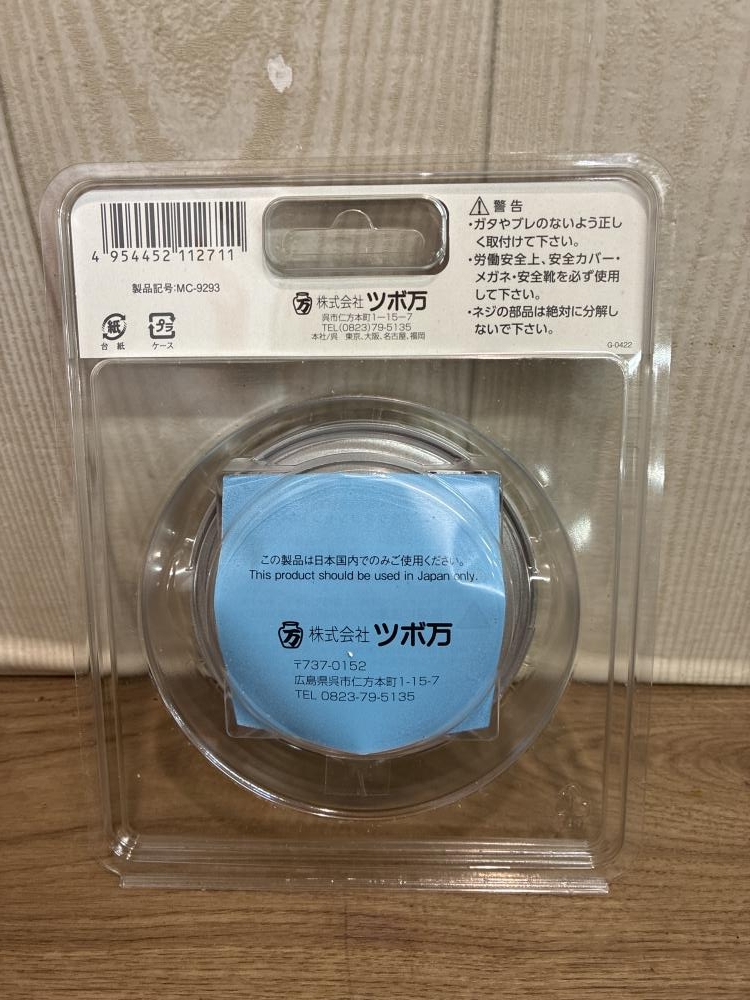 4 954452 112711
製品記号:MC-9293
紙
台紙
プラ
ケース
万
株式会社 ツボ万
呉市仁方本町1-15-7
TEL(0823)79-5135
本社/呉 東京、大阪、名古屋、福岡
警告
・ガタやブレのないよう正し
く取付けて下さい。
・労働安全上、安全カバー・
メガネ・安全靴を必ず使用
して下さい。
・ネジの部品は絶対に分解し
ないで下さい。
G-0422
この製品は日本国内でのみご使用ください。
This product should be used in Japan only.
万
株式会社 ツボ万
〒737-0152
広島県呉市仁方本町1-15-7
TEL 0823-79-5135